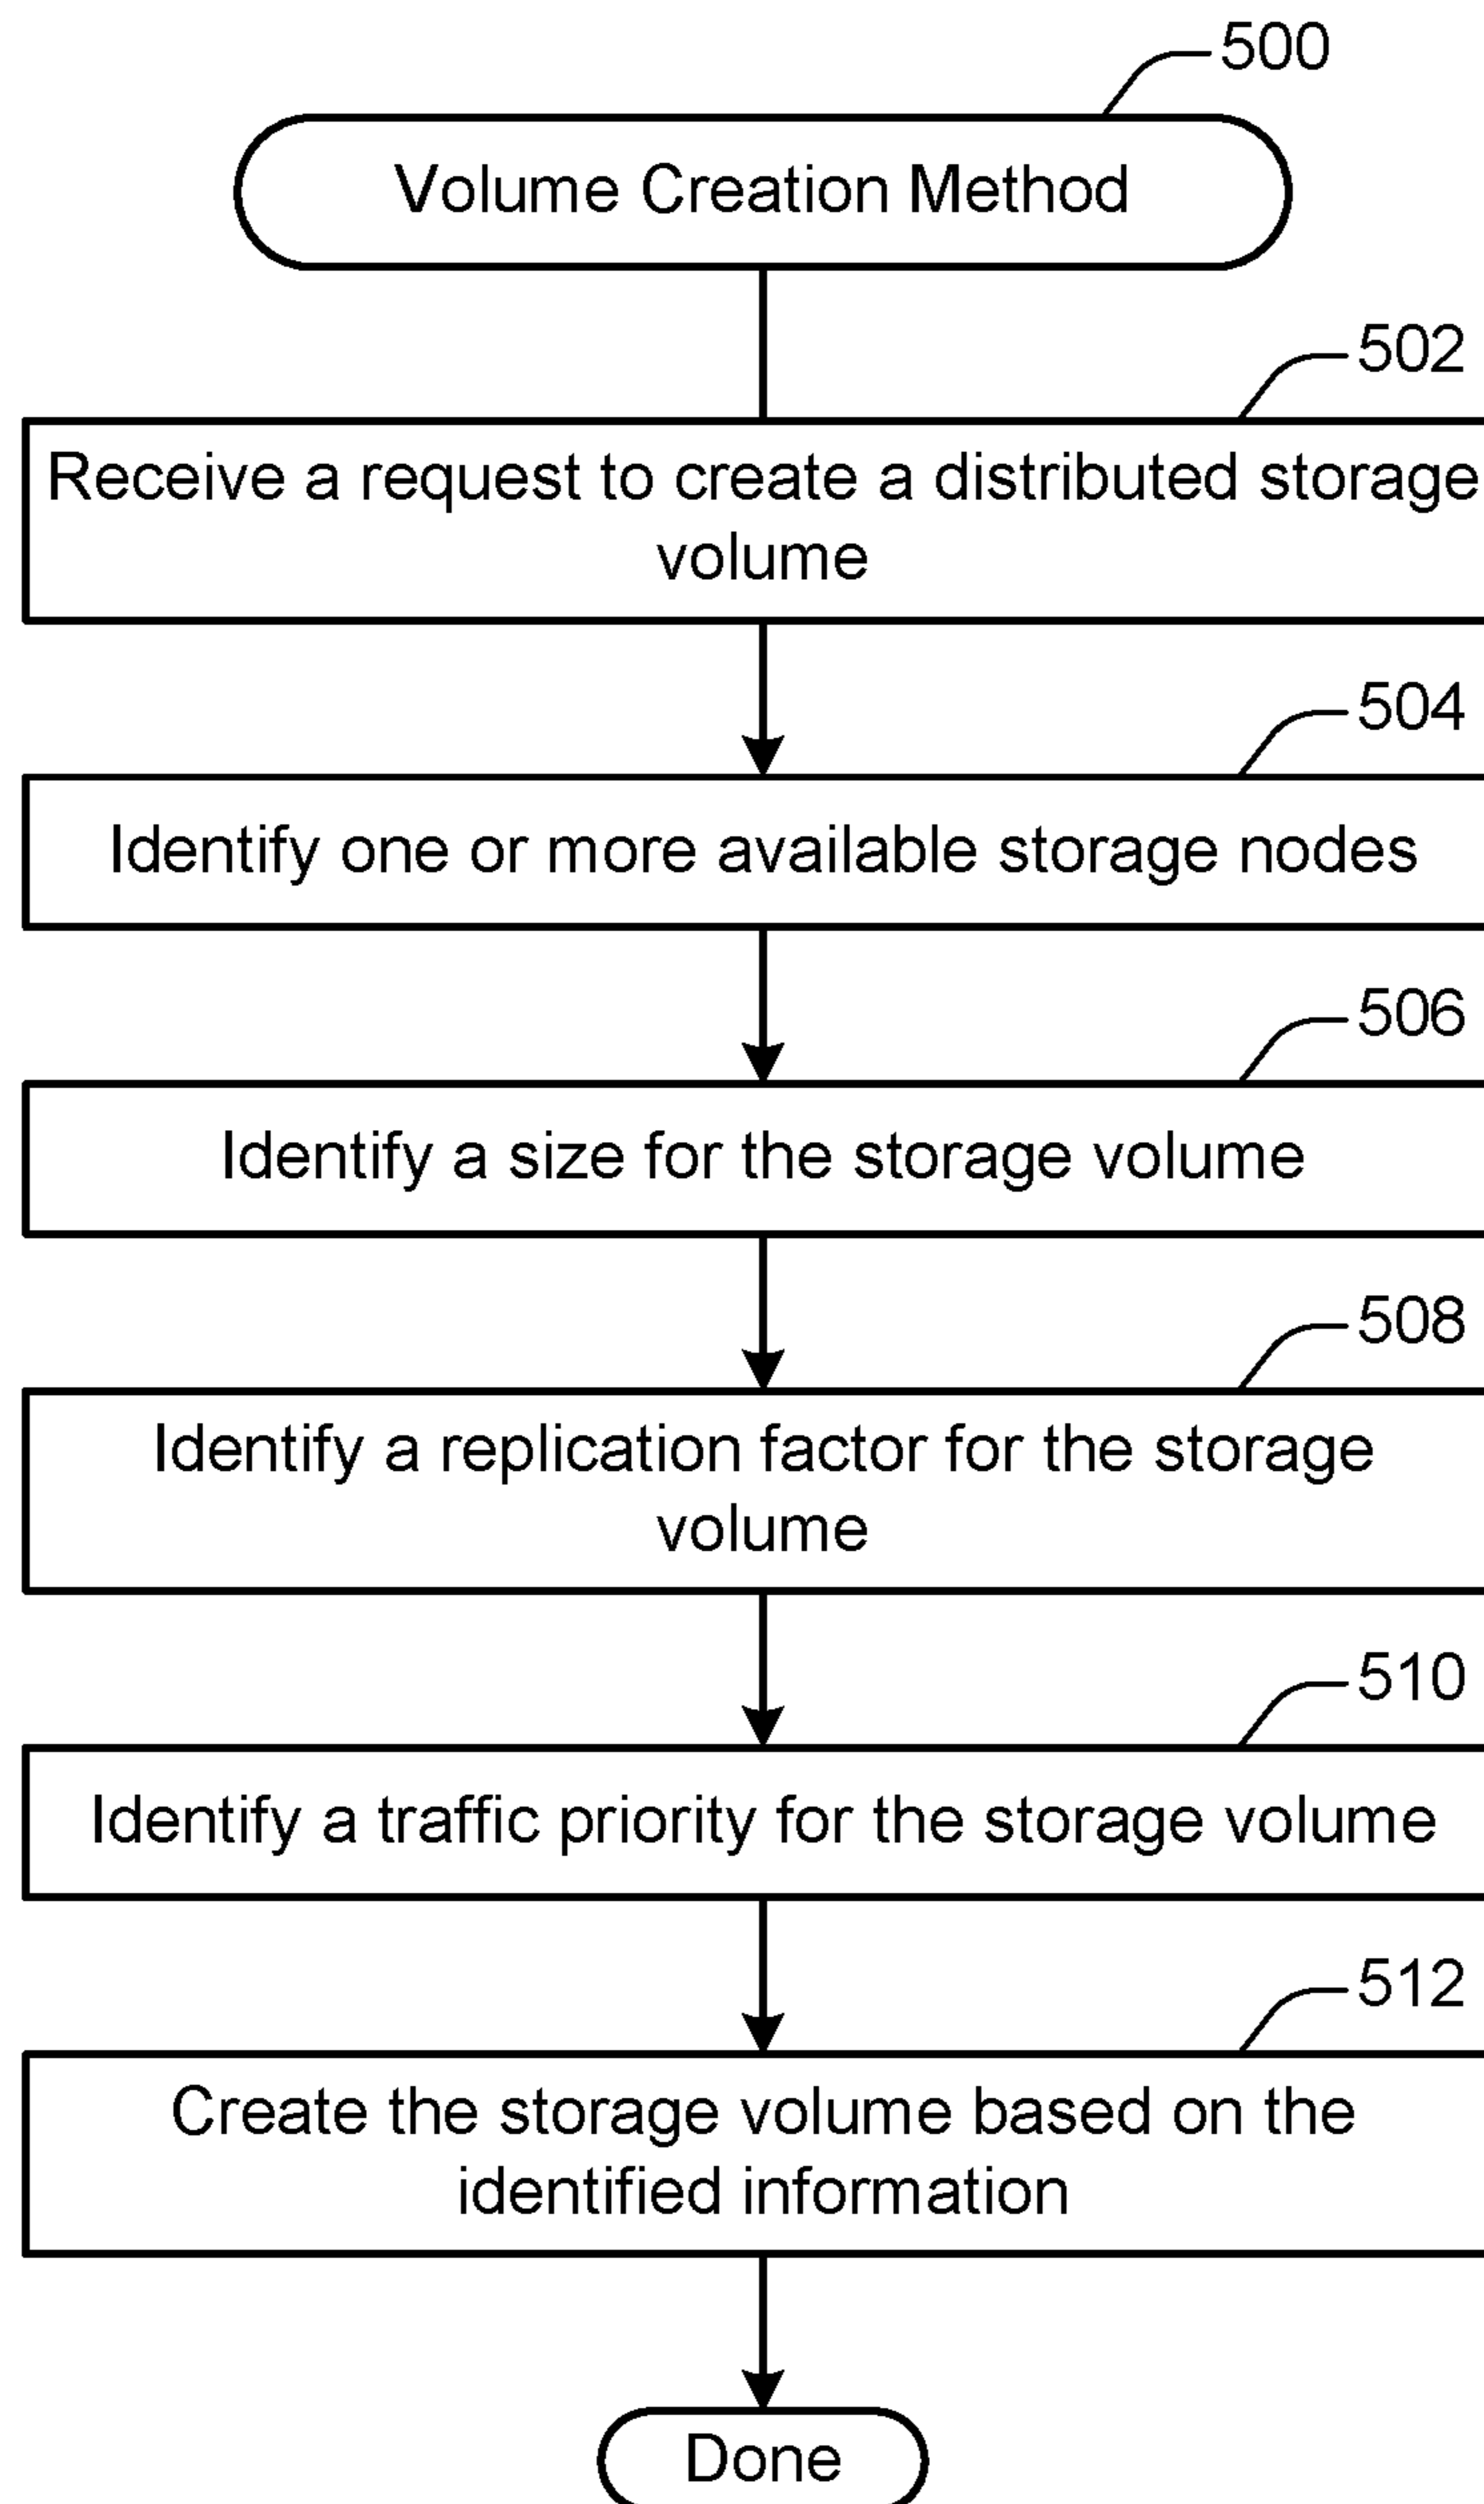 500
Volume Creation Method
502
Receive a request to create a distributed storage
volume
504
Identify one or more available storage nodes
506
Identify a size for the storage volume
508
Identify a replication factor for the storage
volume
510
Identify a traffic priority for the storage volume
512
Create the storage volume based on the
identified information
Done